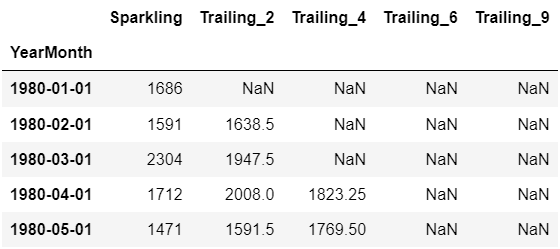 Sparkling Trailing_2 Trailing_4 Trailing_6 Trailing_9
YearMonth
1980-01-01 1686 NaN NaN NaN NaN
1980-02-01 1591 1638.5 NaN NaN NaN
1980-03-01 2304 1947.5 NaN NaN NaN
1980-04-01 1712 2008.0 1823.25 NaN NaN
1980-05-01 1471 1591.5 1769.50 NaN NaN